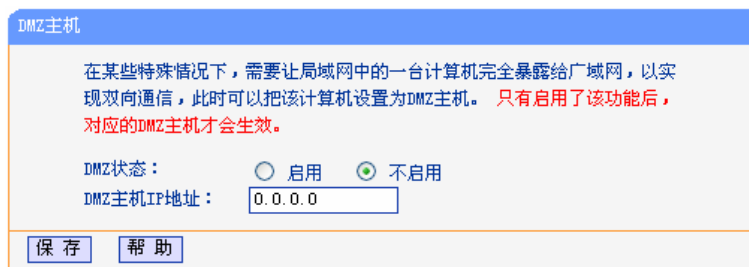 DMZ主机
在某些特殊情况下，需要让局域网中的一台计算机完全暴露给广域网，以实
现双向通信，此时可以把该计算机设置为DMZ主机。 只有启用了该功能后，
对应的DMZ主机才会生效。
DMZ状态： 启用 不启用
DMZ主机IP地址： 0.0.0.0
保 存 帮 助